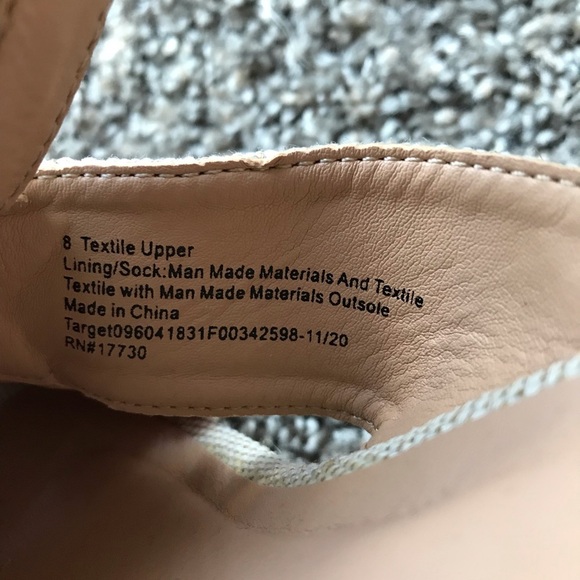 8 Textile Upper
Lining/Sock:Man Made Materials And Textile
Textile with Man Made Materials Outsole
Made in China
Target096041831F00342598-11/20
RN#17730